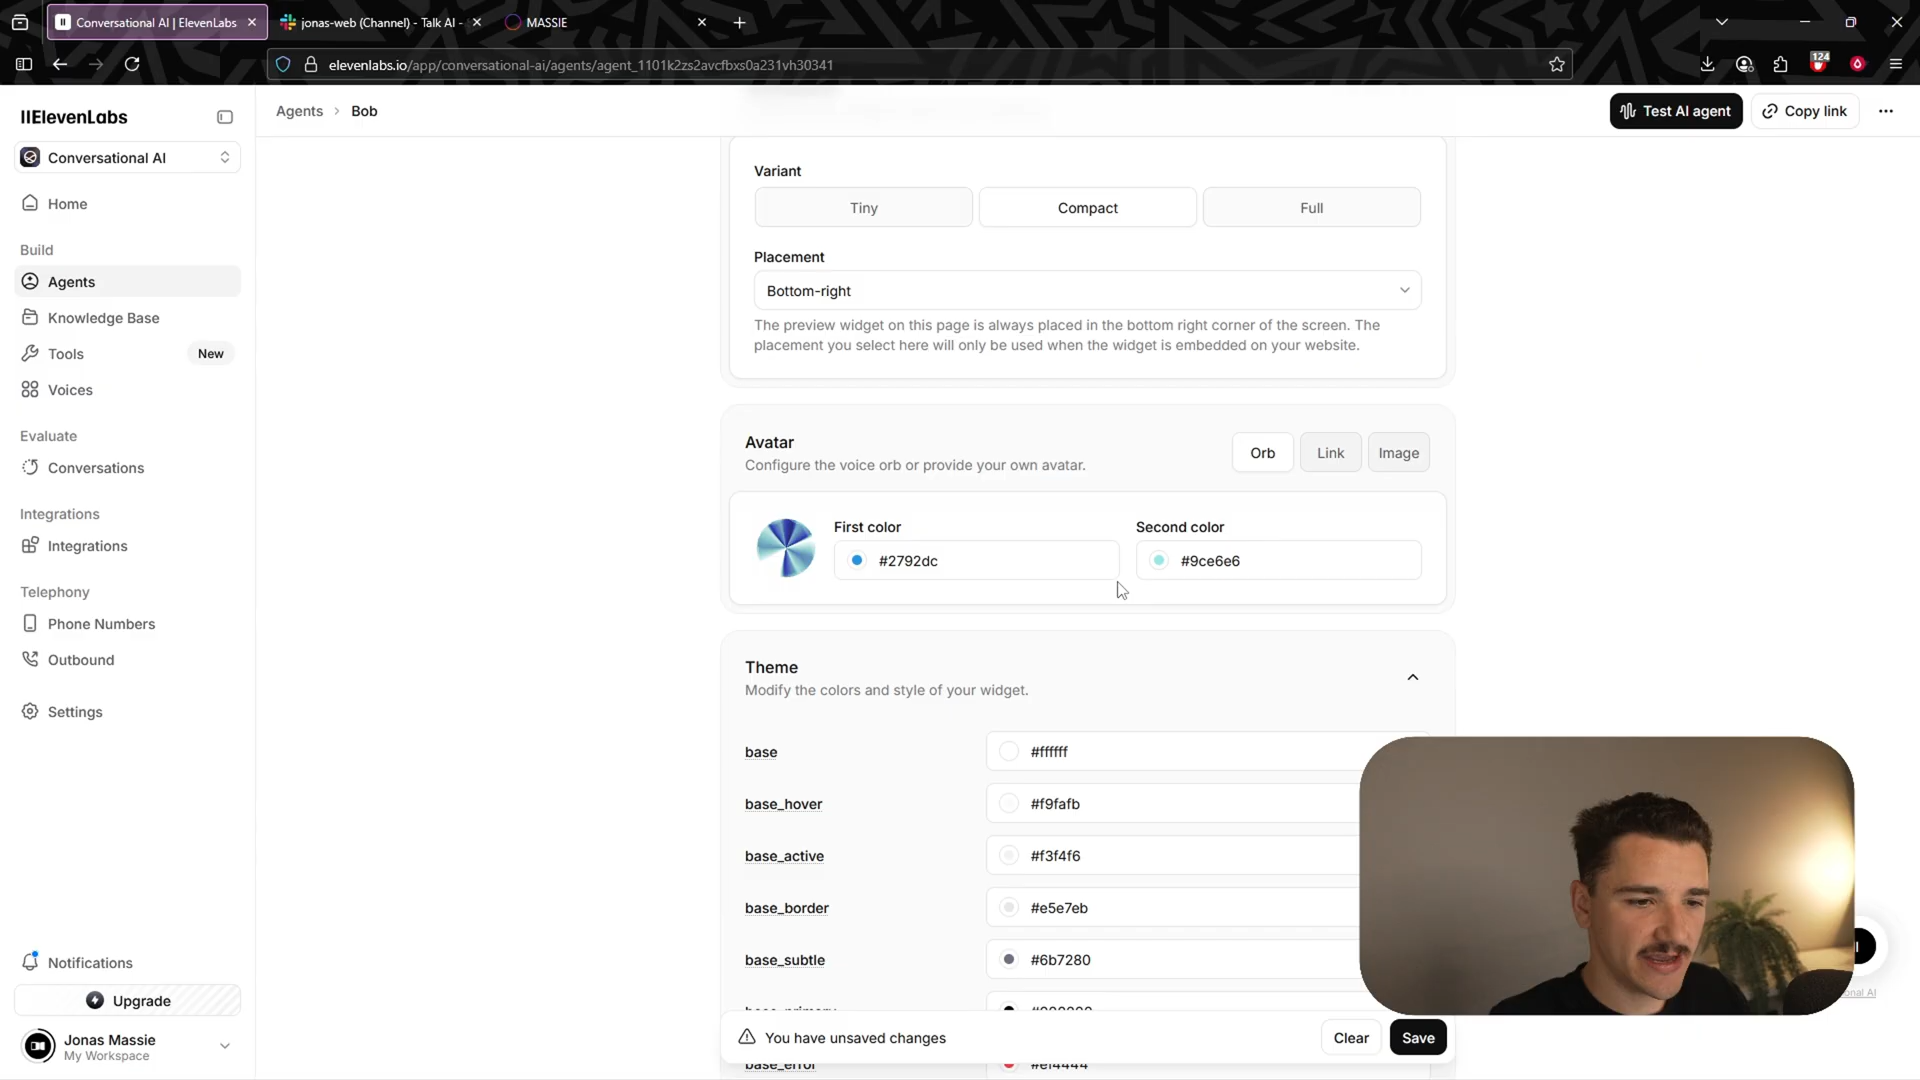 Conversational AI | ElevenLabs
jonas-web (Channel) - Talk AI -
MASSIE
elevenlabs.io/app/conversational-ai/agents/agent_1101k2zs2avcfbxs0a231vh30341
124
IIElevenLabs
Agents
Bob
Test AI agent
Copy link
Conversational AI
Home
Build
Agents
Knowledge Base
Tools
New
Voices
Evaluate
Conversations
Integrations
Integrations
Telephony
Phone Numbers
Outbound
Settings
Notifications
Upgrade
Jonas Massie
My Workspace
Variant
Tiny
Compact
Full
Placement
Bottom-right
The preview widget on this page is always placed in the bottom right corner of the screen. The
placement you select here will only be used when the widget is embedded on your website.
Avatar
Configure the voice orb or provide your own avatar.
Orb
Link
Image
First color
#2792dc
Second color
#9ce6e6
Theme
Modify the colors and style of your widget.
base
#ffffff
base_hover
#f9fafb
base_active
#f3f4f6
base_border
#e5e7eb
base_subtle
#6b7280
You have unsaved changes
Clear
Save
base_error
#ef4444